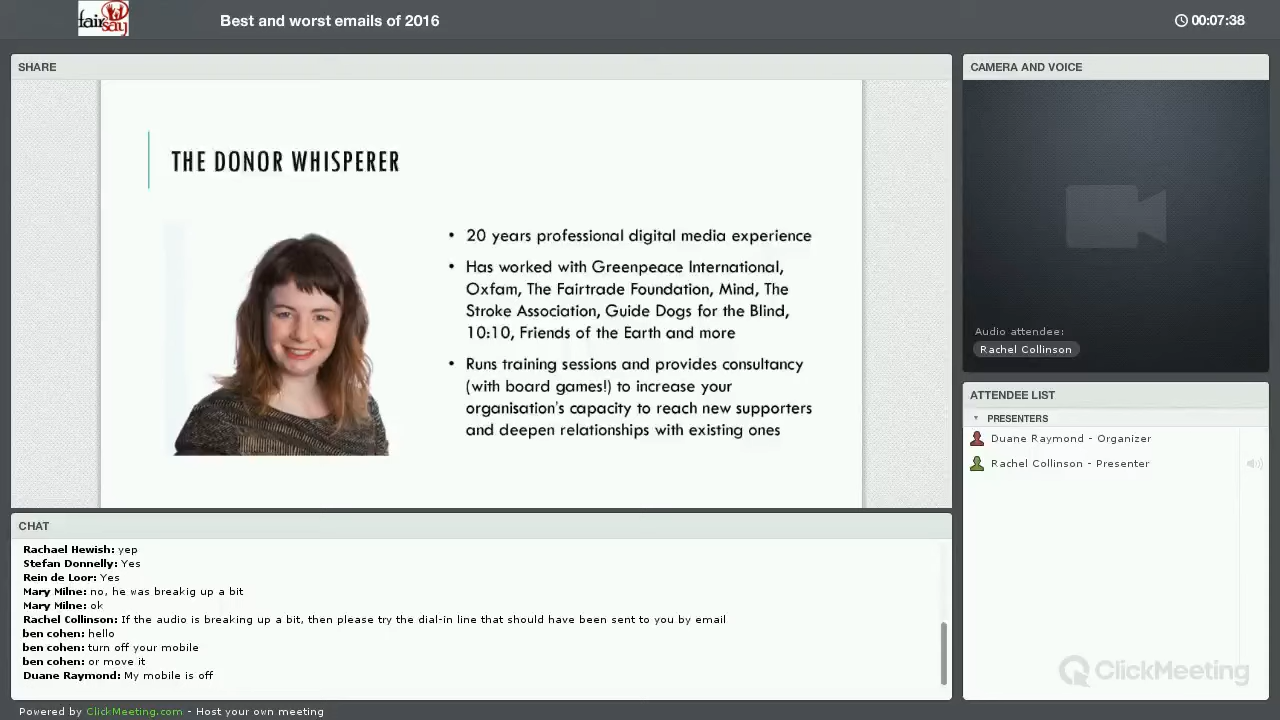 fairsay
Best and worst emails of 2016
00:07:38
SHARE
THE DONOR WHISPERER
• 20 years professional digital media experience
• Has worked with Greenpeace International,
Oxfam, The Fairtrade Foundation, Mind, The
Stroke Association, Guide Dogs for the Blind,
10:10, Friends of the Earth and more
• Runs training sessions and provides consultancy
(with board games!) to increase your
organisation's capacity to reach new supporters
and deepen relationships with existing ones
CAMERA AND VOICE
Audio attendee:
Rachel Collinson
ATTENDEE LIST
PRESENTERS
Duane Raymond - Organizer
Rachel Collinson - Presenter
ClickMeeting
CHAT
Rachael Hewish: yep
Stefan Donnelly: Yes
Rein de Loor: Yes
Mary Milne: no, he was breakig up a bit
Mary Milne: ok
Rachel Collinson: If the audio is breaking up a bit, then please try the dial-in line that should have been sent to you by email
ben cohen: hello
ben cohen: turn off your mobile
ben cohen: or move it
Duane Raymond: My mobile is off
Powered by ClickMeeting.com - Host your own meeting